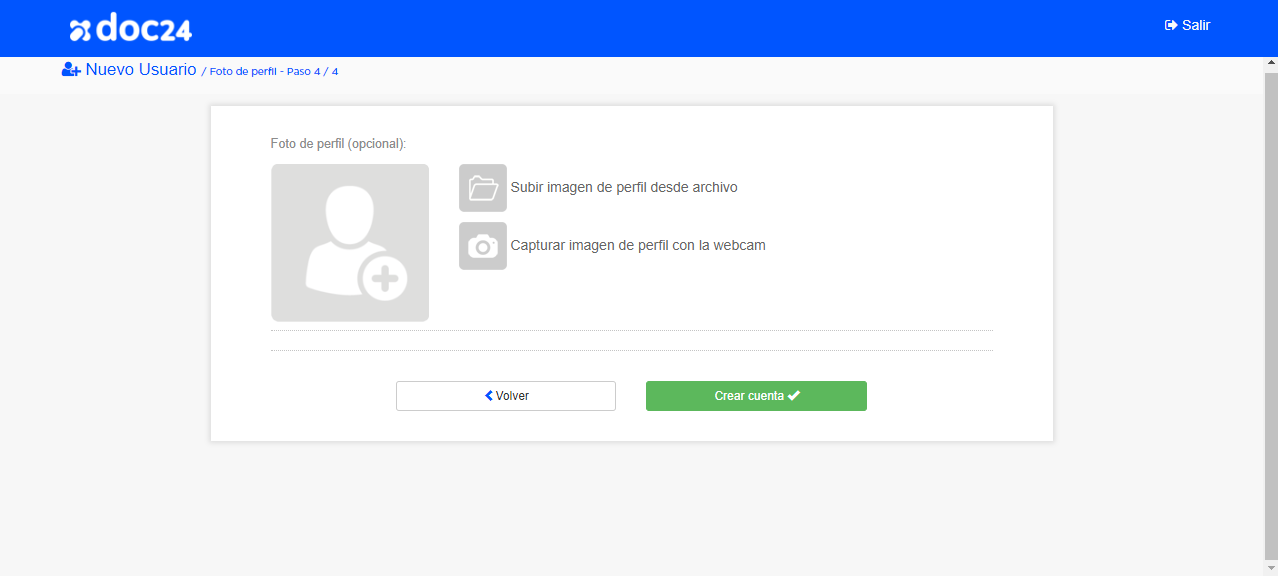 doc24
Salir
Nuevo Usuario / Foto de perfil - Paso 4 / 4
Foto de perfil (opcional):
Subir imagen de perfil desde archivo
Capturar imagen de perfil con la webcam
Volver
Crear cuenta